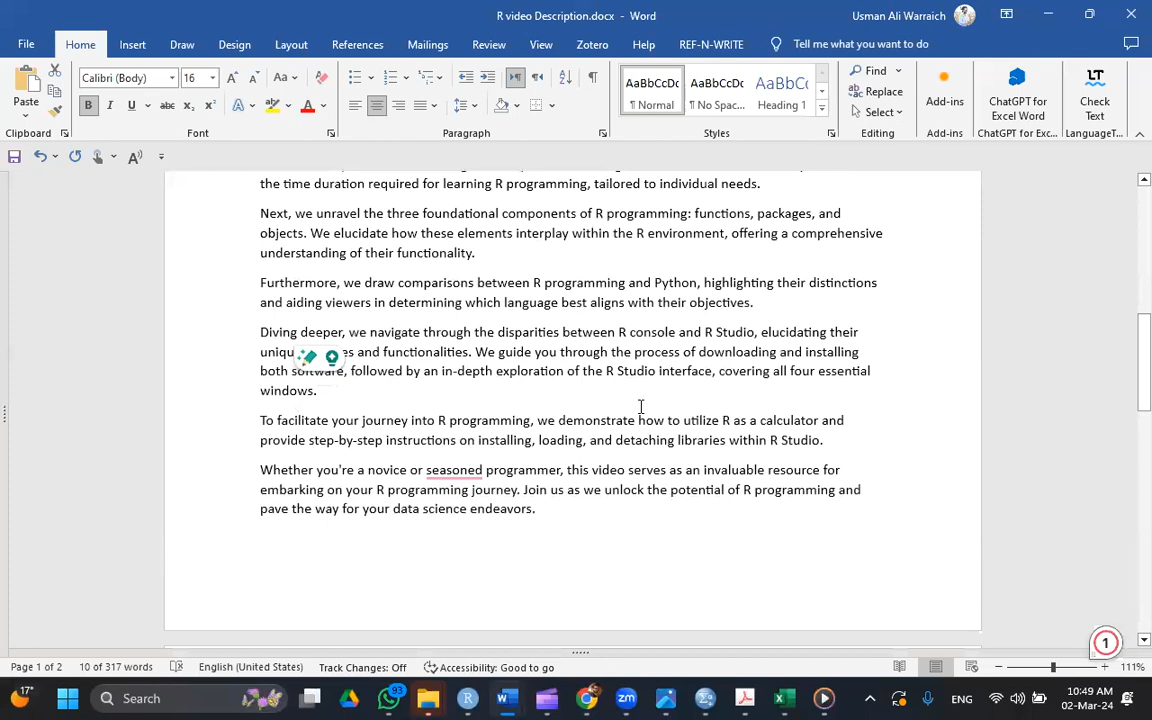 R video Description.docx - Word
Usman Ali Warraich
File Home Insert Draw Design Layout References Mailings Review View Zotero Help REF-N-WRITE Tell me what you want to do
Calibri (Body) 16 Aa
Paste
B I U abc x₂ x² A A
AaBbCcDc AaBbCcDc AaBbCc
¶ Normal ¶ No Spac... Heading 1
Find
Replace
Select
Add-ins
ChatGPT for
Excel Word
Check
Text
Clipboard Font Paragraph Styles Editing Add-ins ChatGPT for Exc... LanguageT...
the time duration required for learning R programming, tailored to individual needs.
Next, we unravel the three foundational components of R programming: functions, packages, and
objects. We elucidate how these elements interplay within the R environment, offering a comprehensive
understanding of their functionality.
Furthermore, we draw comparisons between R programming and Python, highlighting their distinctions
and aiding viewers in determining which language best aligns with their objectives.
Diving deeper, we navigate through the disparities between R console and R Studio, elucidating their
and functionalities. We guide you through the process of downloading and installing
both software, followed by an in-depth exploration of the R Studio interface, covering all four essential
windows.
To facilitate your journey into R programming, we demonstrate how to utilize R as a calculator and
provide step-by-step instructions on installing, loading, and detaching libraries within R Studio.
Whether you're a novice or seasoned programmer, this video serves as an invaluable resource for
embarking on your R programming journey. Join us as we unlock the potential of R programming and
pave the way for your data science endeavors.
1
Page 1 of 2 10 of 317 words English (United States) Track Changes: Off Accessibility: Good to go 111%
17° Search 93 zm ENG 10:49 AM
02-Mar-24